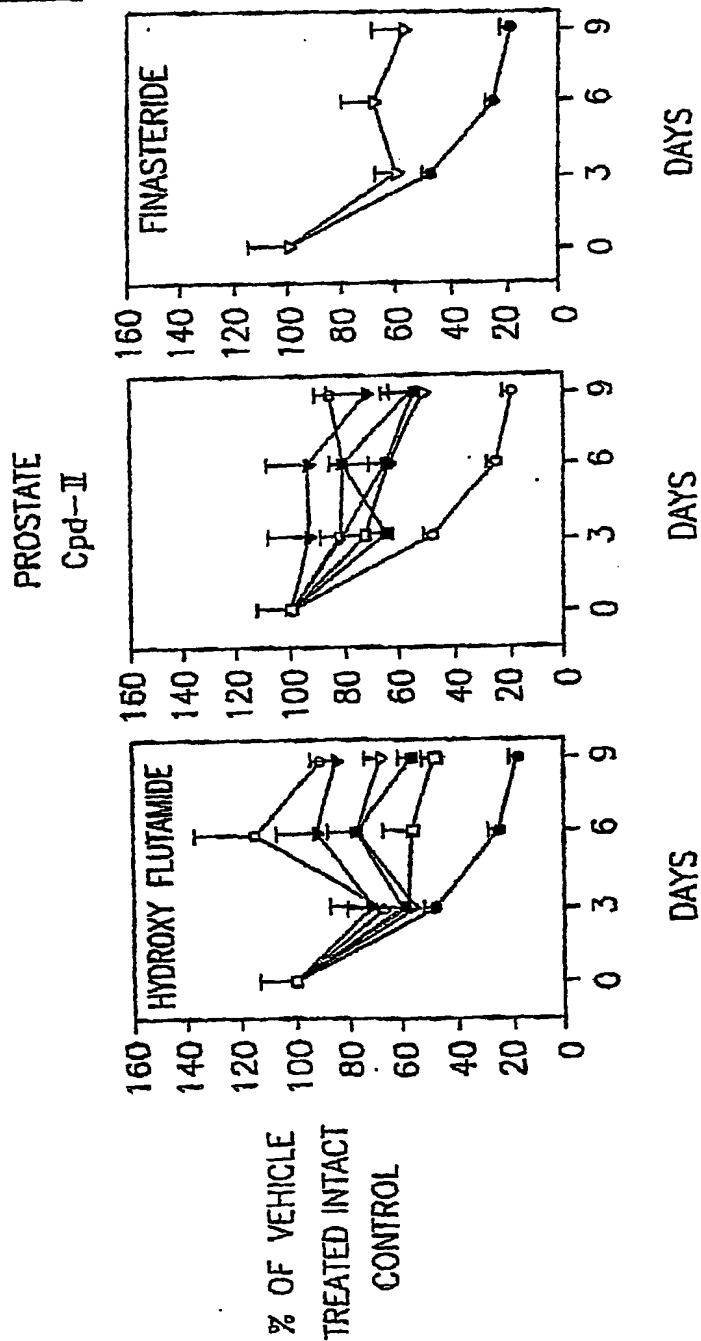 PROSTATE
Cpd-II
% OF VEHICLE
TREATED INTACT
CONTROL
HYDROXY FLUTAMIDE
160
140
120
100
80
60
40
20
0
0 3 6 9
DAYS
160
140
120
100
80
60
40
20
0
0 3 6 9
DAYS
FINASTERIDE
160
140
120
100
80
60
40
20
0
0 3 6 9
DAYS